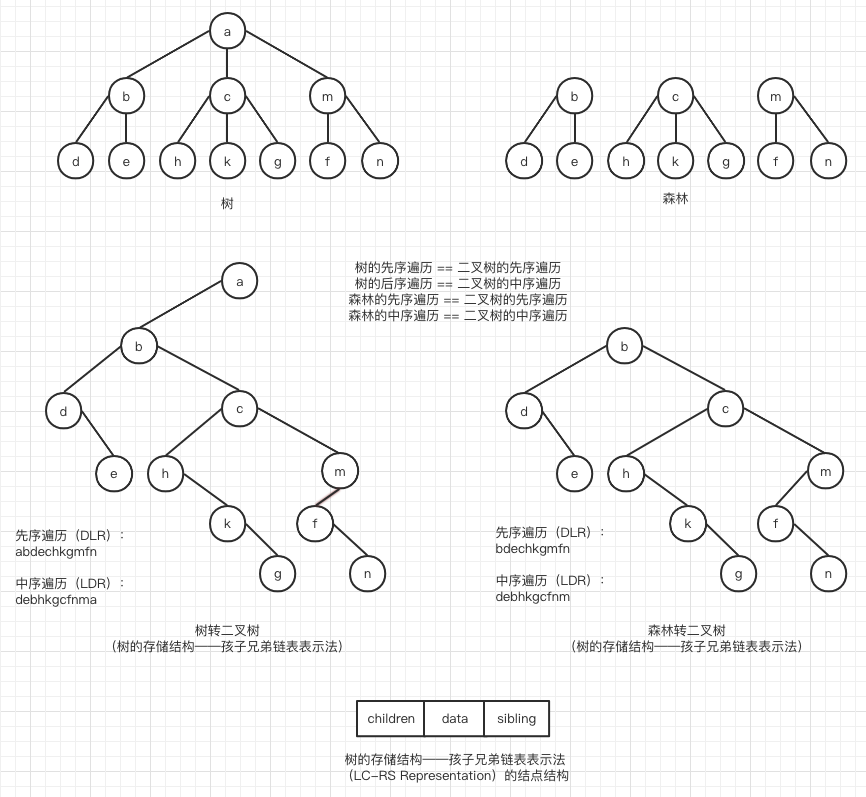 a
b c m
d e h k g f n
树
b c m
d e h k g f n
森林
树的先序遍历 == 二叉树的先序遍历
树的后序遍历 == 二叉树的中序遍历
森林的先序遍历 == 二叉树的先序遍历
森林的中序遍历 == 二叉树的中序遍历
a
b
d c
e h m
k f
g n
先序遍历（DLR）：
abdechkgmfn
中序遍历（LDR）：
debhkgcfnma
树转二叉树
（树的存储结构——孩子兄弟链表表示法）
b
d c
e h m
k f
g n
先序遍历（DLR）：
bdechkgmfn
中序遍历（LDR）：
debhkgcfnm
森林转二叉树
（树的存储结构——孩子兄弟链表表示法）
children data sibling
树的存储结构——孩子兄弟链表表示法
（LC-RS Representation）的结点结构